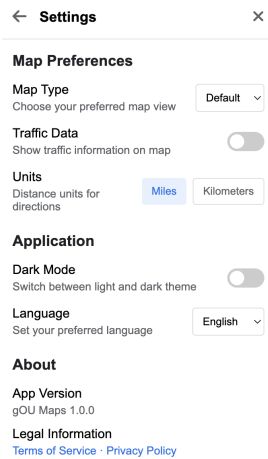 Settings
Map Preferences
Map Type
Choose your preferred map view
Default
Traffic Data
Show traffic information on map
Units
Distance units for
directions
Miles
Kilometers
Application
Dark Mode
Switch between light and dark theme
Language
Set your preferred language
English
About
App Version
gOU Maps 1.0.0
Legal Information
Terms of Service · Privacy Policy